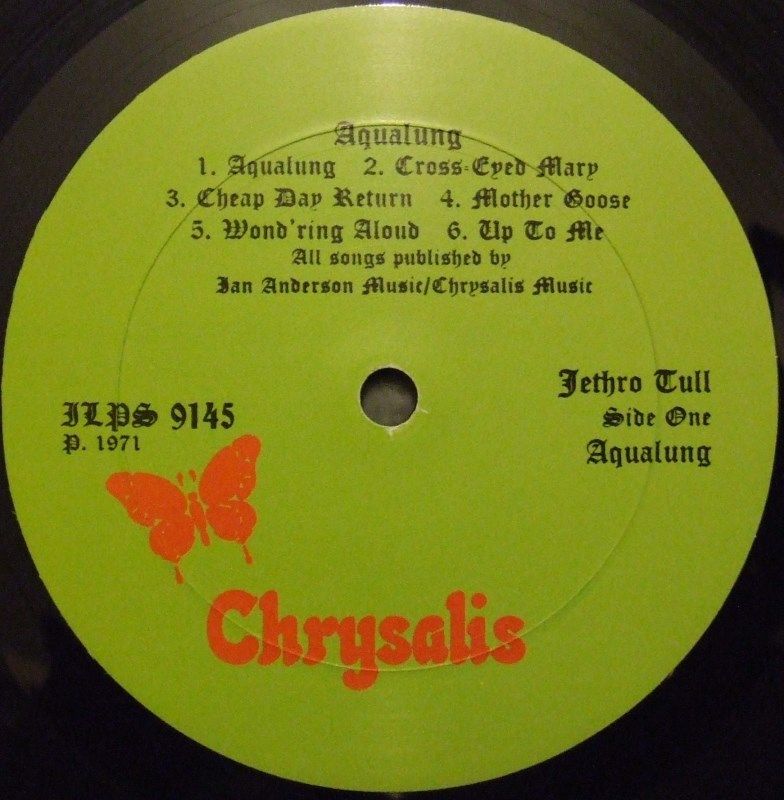 Aqualung
1. Aqualung 2. Cross-Eyed Mary
3. Cheap Day Return 4. Mother Goose
5. Wond'ring Aloud 6. Up To Me
All songs published by
Ian Anderson Music/Chrysalis Music
Jethro Tull
ILPS 9145 Side One
P. 1971 Aqualung
Chrysalis